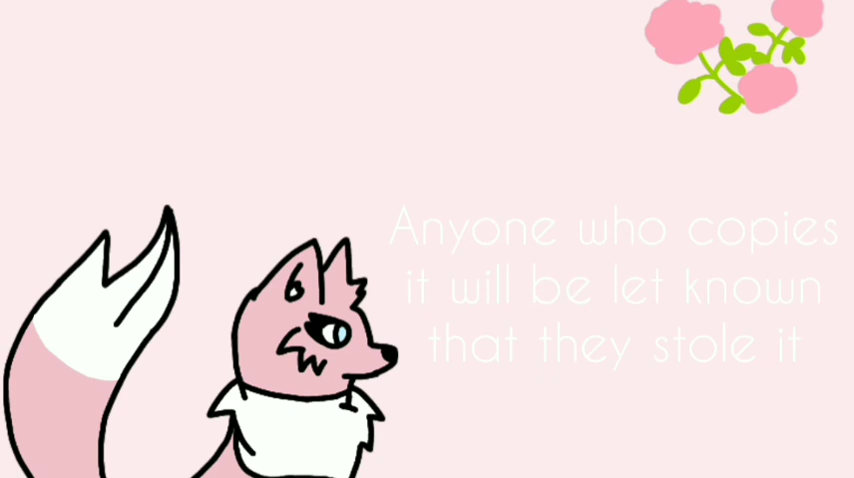 Anyone who copies
it will be let known
that they stole it